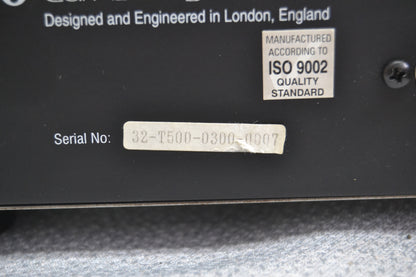 Designed and Engineered in London, England
MANUFACTURED
ACCORDING TO
ISO 9002
QUALITY
STANDARD
Serial No: 32-T500-0300-0007